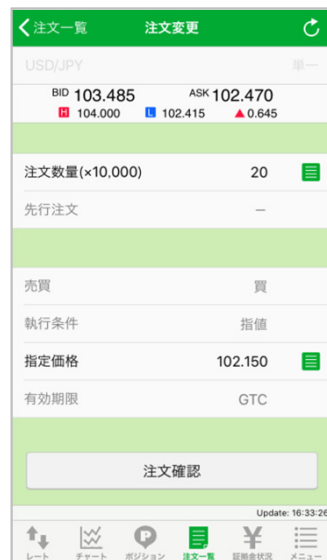 注文一覧 注文変更
USD/JPY 単一
BID 103.485 ASK 102.470
H 104.000 L 102.415 ▲0.645
注文数量(×10,000) 20
先行注文 －
売買 買
執行条件 指値
指定価格 102.150
有効期限 GTC
注文確認
Update: 16:33:26
レート チャート ポジション 注文一覧 証拠金状況 メニュー